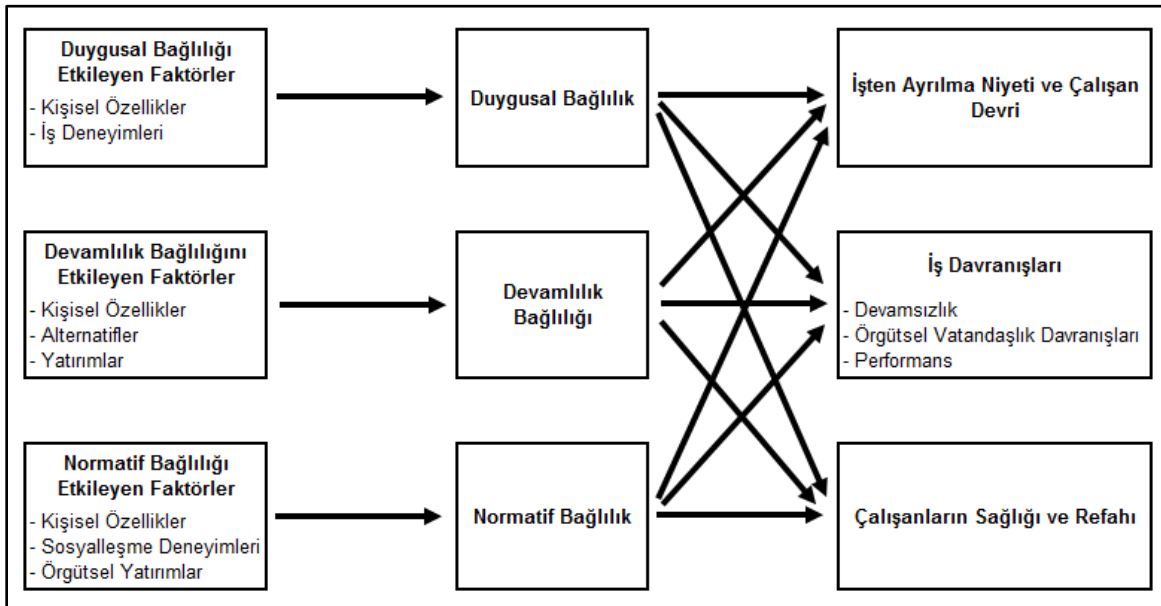 Duygusal Bağlılığı
Etkileyen Faktörler
- Kişisel Özellikler
- İş Deneyimleri
Duygusal Bağlılık
İşten Ayrılma Niyeti ve Çalışan
Devri
Devamlılık Bağlılığını
Etkileyen Faktörler
- Kişisel Özellikler
- Alternatifler
- Yatırımlar
Devamlılık
Bağlılığı
İş Davranışları
- Devamsızlık
- Örgütsel Vatandaşlık Davranışları
- Performans
Normatif Bağlılığı
Etkileyen Faktörler
- Kişisel Özellikler
- Sosyalleşme Deneyimleri
- Örgütsel Yatırımlar
Normatif Bağlılık
Çalışanların Sağlığı ve Refahı